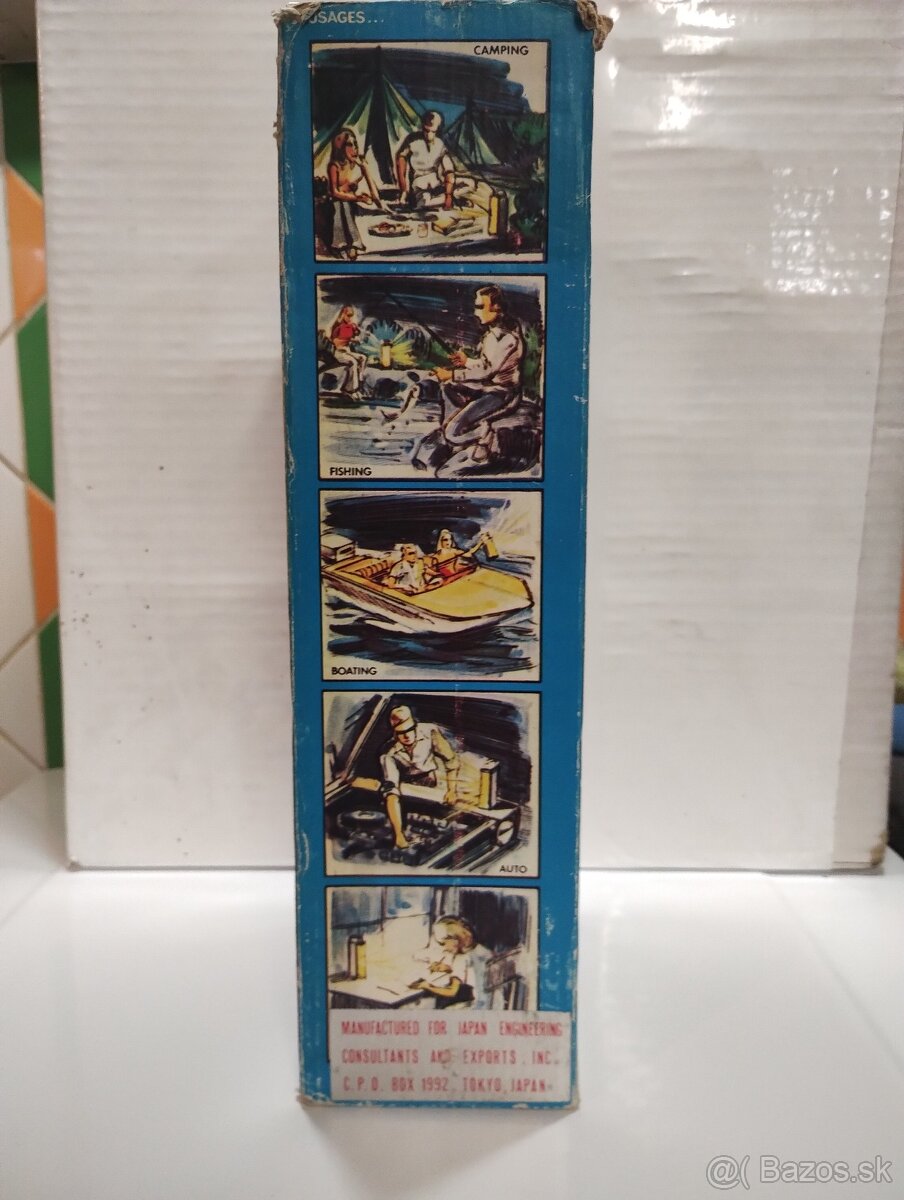 USAGES...
CAMPING
FISHING
BOATING
AUTO
MANUFACTURED FOR JAPAN ENGINEERING
CONSULTANTS AND EXPORTS, INC.
C.P.O. BOX 1992, TOKYO, JAPAN
@( Bazos.sk